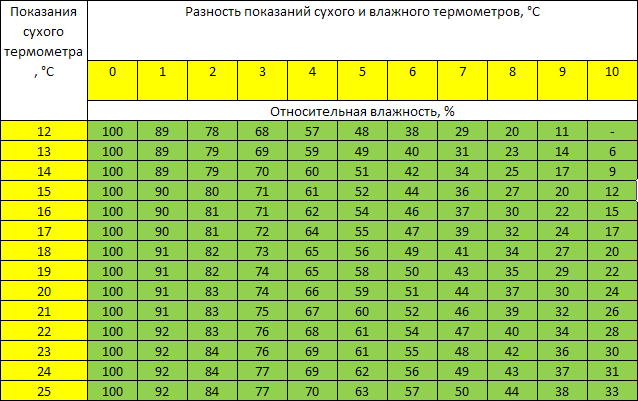 Показания сухого термометра, °C
Разность показаний сухого и влажного термометров, °C
0 1 2 3 4 5 6 7 8 9 10
Относительная влажность, %
12 100 89 78 68 57 48 38 29 20 11 -
13 100 89 79 69 59 49 40 31 23 14 6
14 100 89 79 70 60 51 42 34 25 17 9
15 100 90 80 71 61 52 44 36 27 20 12
16 100 90 81 71 62 54 46 37 30 22 15
17 100 90 81 72 64 55 47 39 32 24 17
18 100 91 82 73 65 56 49 41 34 27 20
19 100 91 82 74 65 58 50 43 35 29 22
20 100 91 83 74 66 59 51 44 37 30 24
21 100 91 83 75 67 60 52 46 39 32 26
22 100 92 83 76 68 61 54 47 40 34 28
23 100 92 84 76 69 61 55 48 42 36 30
24 100 92 84 77 69 62 56 49 43 37 31
25 100 92 84 77 70 63 57 50 44 38 33